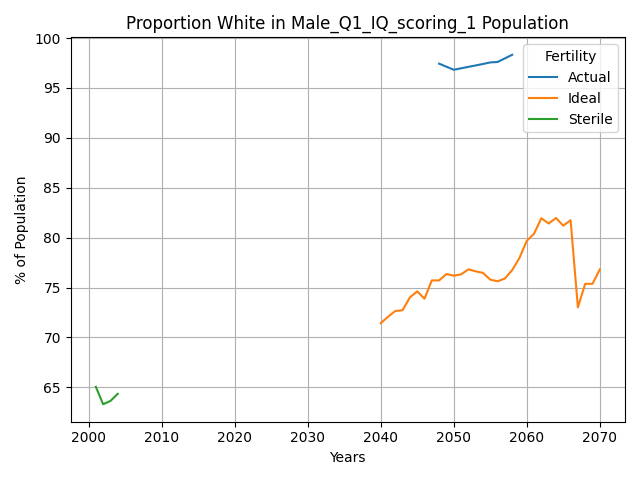 Proportion White in Male_Q1_IQ_scoring_1 Population
% of Population
100
95
90
85
80
75
70
65
Fertility
Actual
Ideal
Sterile
2000 2010 2020 2030 2040 2050 2060 2070
Years